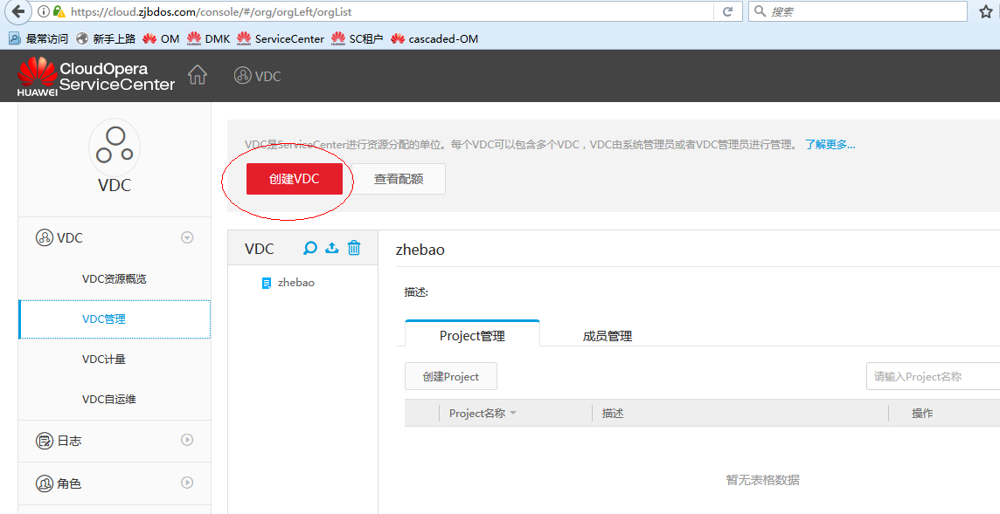 https://cloud.zjbdos.com/console/#/org/orgLeft/orgList
搜索
最常访问 新手上路 OM DMK ServiceCenter SC租户 cascaded-OM
HUAWEI
CloudOpera
ServiceCenter
VDC
VDC
VDC是ServiceCenter进行资源分配的单位。每个VDC可以包含多个VDC，VDC由系统管理员或者VDC管理员进行管理。 了解更多...
创建VDC 查看配额
VDC
VDC资源概览
VDC管理
VDC计量
VDC自运维
日志
角色
VDC
zhebao
zhebao
描述:
Project管理 成员管理
创建Project
请输入Project名称
Project名称 描述 操作
暂无表格数据